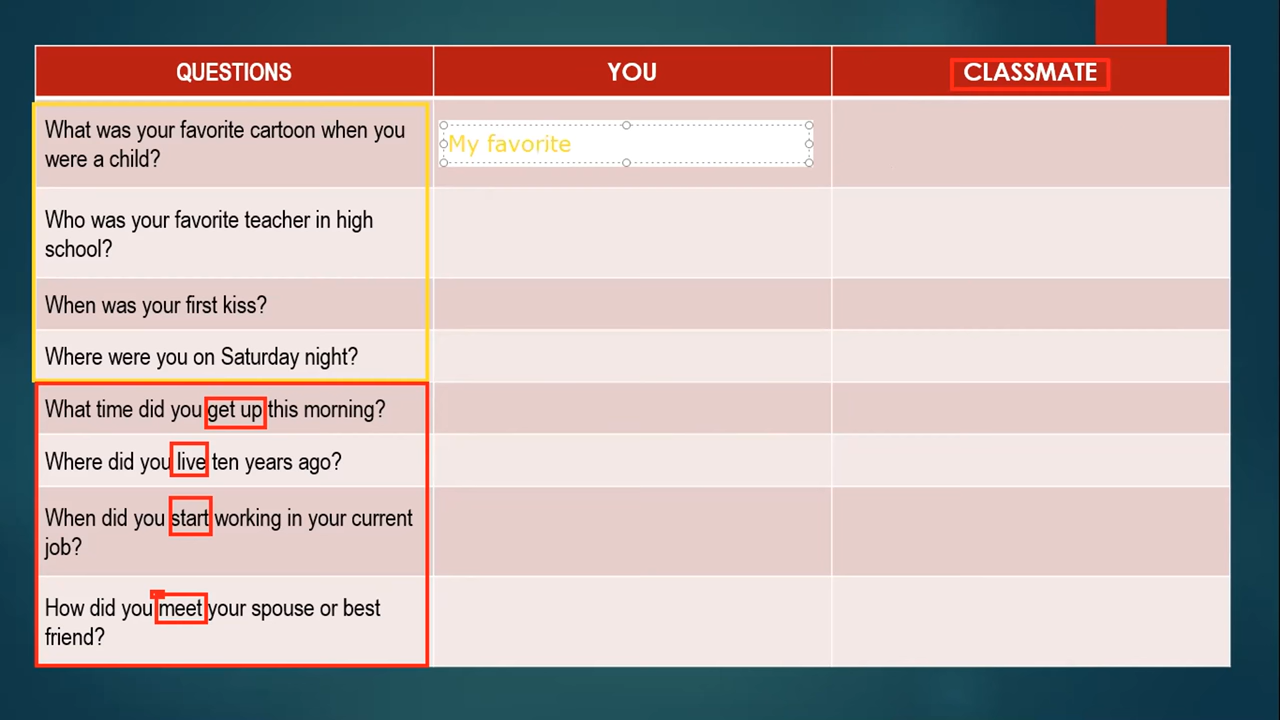 QUESTIONS YOU CLASSMATE
What was your favorite cartoon when you
were a child?
My favorite
Who was your favorite teacher in high
school?
When was your first kiss?
Where were you on Saturday night?
What time did you get up this morning?
Where did you live ten years ago?
When did you start working in your current
job?
How did you meet your spouse or best
friend?